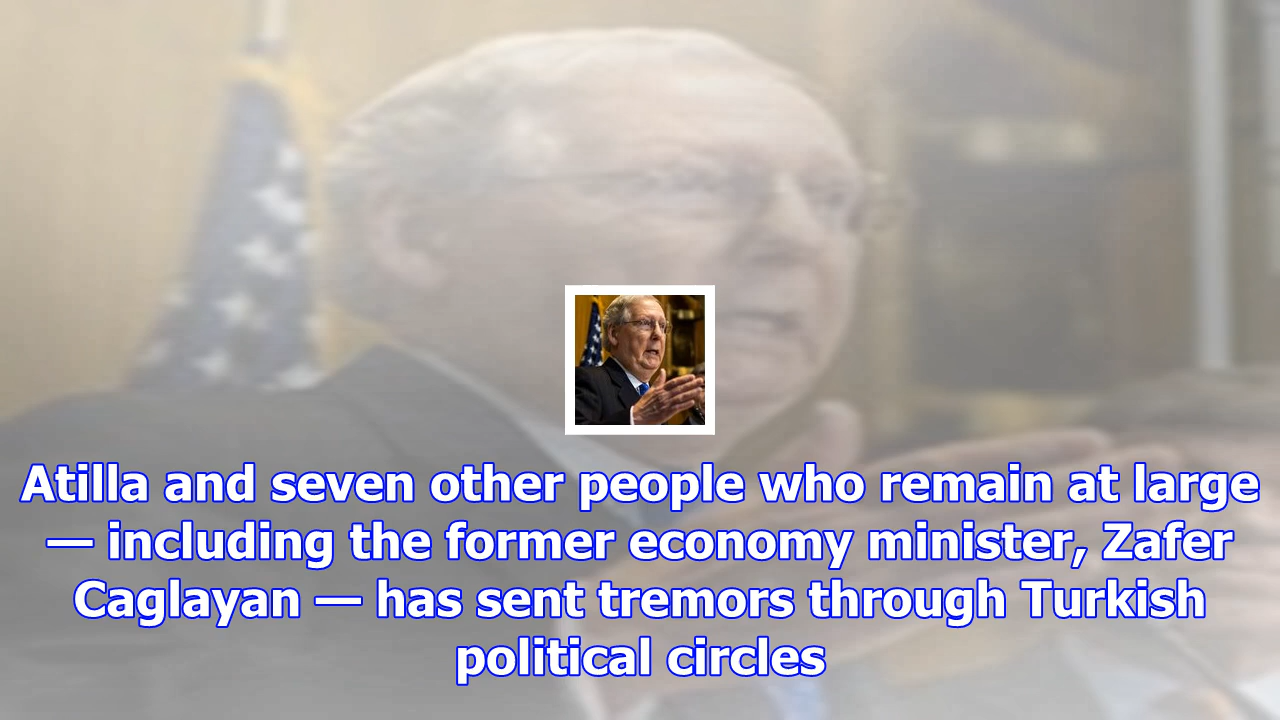 Atilla and seven other people who remain at large
— including the former economy minister, Zafer
Caglayan — has sent tremors through Turkish
political circles